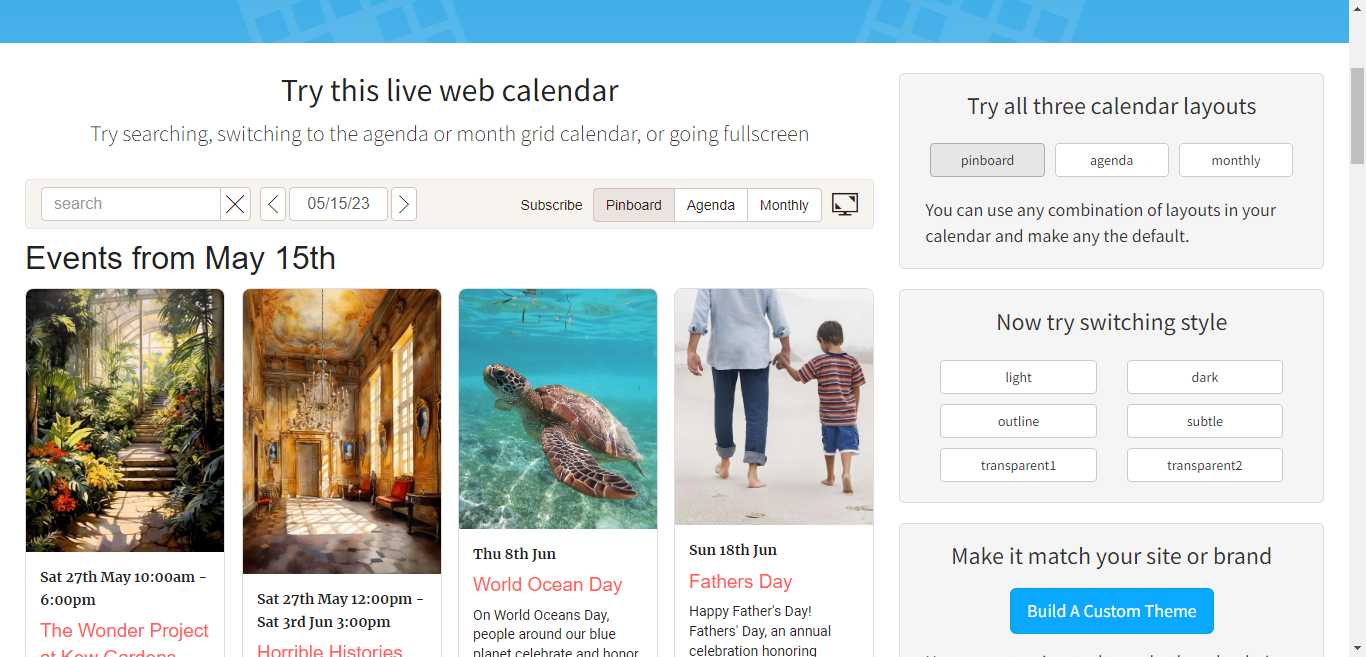 Try this live web calendar
Try searching, switching to the agenda or month grid calendar, or going fullscreen
search
05/15/23
Subscribe
Pinboard
Agenda
Monthly
Events from May 15th
Sat 27th May 10:00am -
6:00pm
The Wonder Project
at Kew Gardens
Sat 27th May 12:00pm -
Sat 3rd Jun 3:00pm
Horrible Histories
Thu 8th Jun
World Ocean Day
On World Oceans Day,
people around our blue
planet celebrate and honor
Sun 18th Jun
Fathers Day
Happy Father's Day!
Fathers' Day, an annual
celebration honoring
Try all three calendar layouts
pinboard
agenda
monthly
You can use any combination of layouts in your
calendar and make any the default.
Now try switching style
light
dark
outline
subtle
transparent1
transparent2
Make it match your site or brand
Build A Custom Theme